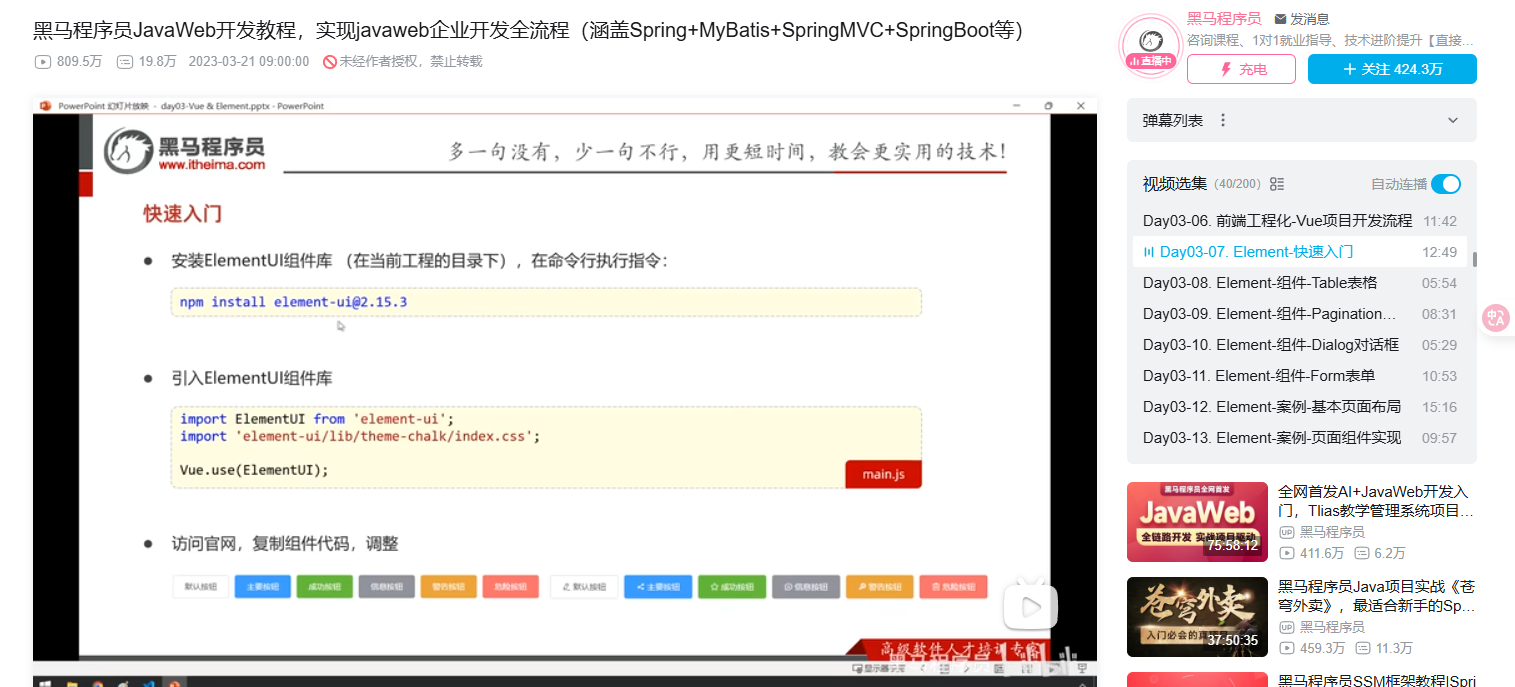 黑马程序员JavaWeb开发教程，实现javaweb企业开发全流程（涵盖Spring+MyBatis+SpringMVC+SpringBoot等）
809.5万 19.8万 2023-03-21 09:00:00 未经作者授权，禁止转载
PowerPoint 幻灯片放映 - day03-Vue & Element.pptx - PowerPoint
黑马程序员
www.itheima.com
多一句没有，少一句不行，用更短时间，教会更实用的技术！
快速入门
安装ElementUI组件库 （在当前工程的目录下），在命令行执行指令：
npm install element-ui@2.15.3
引入ElementUI组件库
import ElementUI from 'element-ui';
import 'element-ui/lib/theme-chalk/index.css';
Vue.use(ElementUI);
main.js
访问官网，复制组件代码，调整
默认按钮 主要按钮 成功按钮 信息按钮 警告按钮 危险按钮 默认按钮 主要按钮 成功按钮 信息按钮 警告按钮 危险按钮
高级软件人才培训专家
黑马程序员
发消息
咨询课程、1对1就业指导、技术进阶提升【直接...
直播中
充电
+ 关注 424.3万
弹幕列表
视频选集 (40/200) 自动连播
Day03-06. 前端工程化-Vue项目开发流程 11:42
Day03-07. Element-快速入门 12:49
Day03-08. Element-组件-Table表格 05:54
Day03-09. Element-组件-Pagination... 08:31
Day03-10. Element-组件-Dialog对话框 05:29
Day03-11. Element-组件-Form表单 10:53
Day03-12. Element-案例-基本页面布局 15:16
Day03-13. Element-案例-页面组件实现 09:57
黑马程序员全网首发
JavaWeb
全链路开发 实战项目驱动
75:58:12
全网首发AI+JavaWeb开发入
门，Tlias教学管理系统项目...
UP 黑马程序员
411.6万 6.2万
苍穹外卖
37:50:35
黑马程序员Java项目实战《苍
穹外卖》，最适合新手的Sp...
UP 黑马程序员
459.3万 11.3万
黑马程序员SSM框架教程|Spri